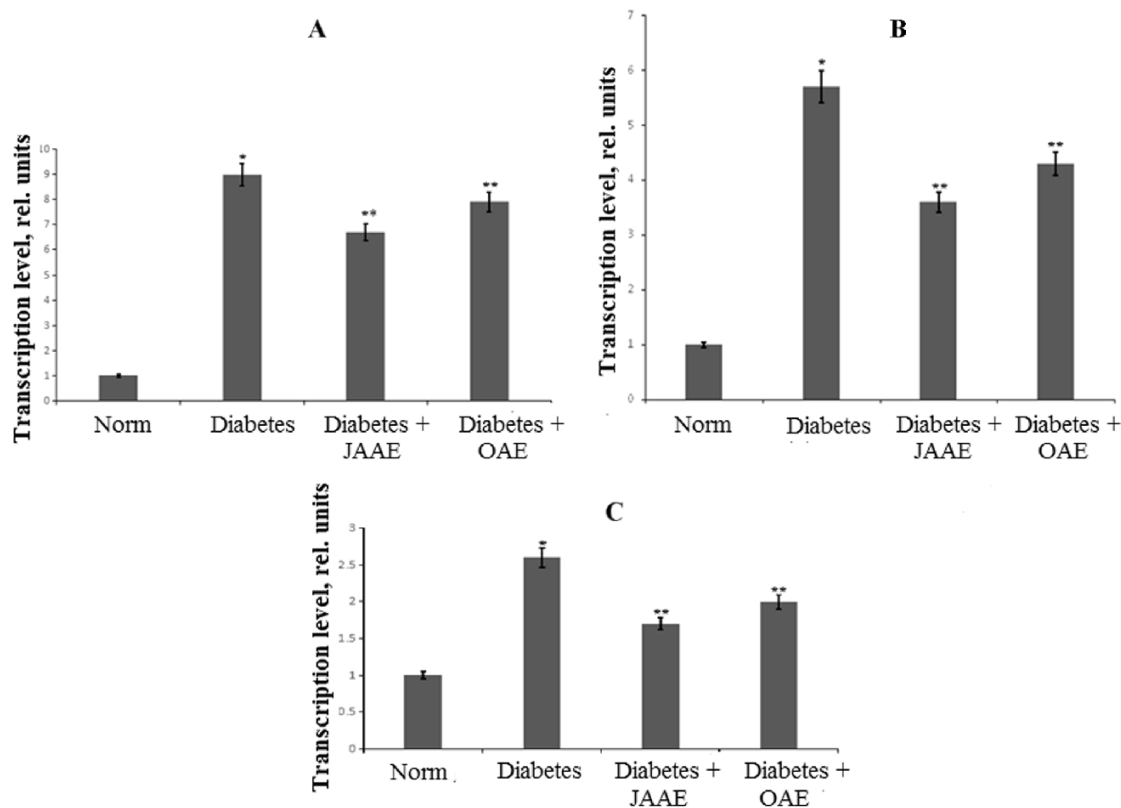 A
Transcription level, rel. units
10
9
8
7
6
5
4
3
2
1
0
*
**
**
Norm
Diabetes
Diabetes +
JAAE
Diabetes +
OAE
B
Transcription level, rel. units
7
6
5
4
3
2
1
0
*
**
**
Norm
Diabetes
Diabetes +
JAAE
Diabetes +
OAE
C
Transcription level, rel. units
3
2.5
2
1.5
1
0.5
0
*
**
**
Norm
Diabetes
Diabetes +
JAAE
Diabetes +
OAE